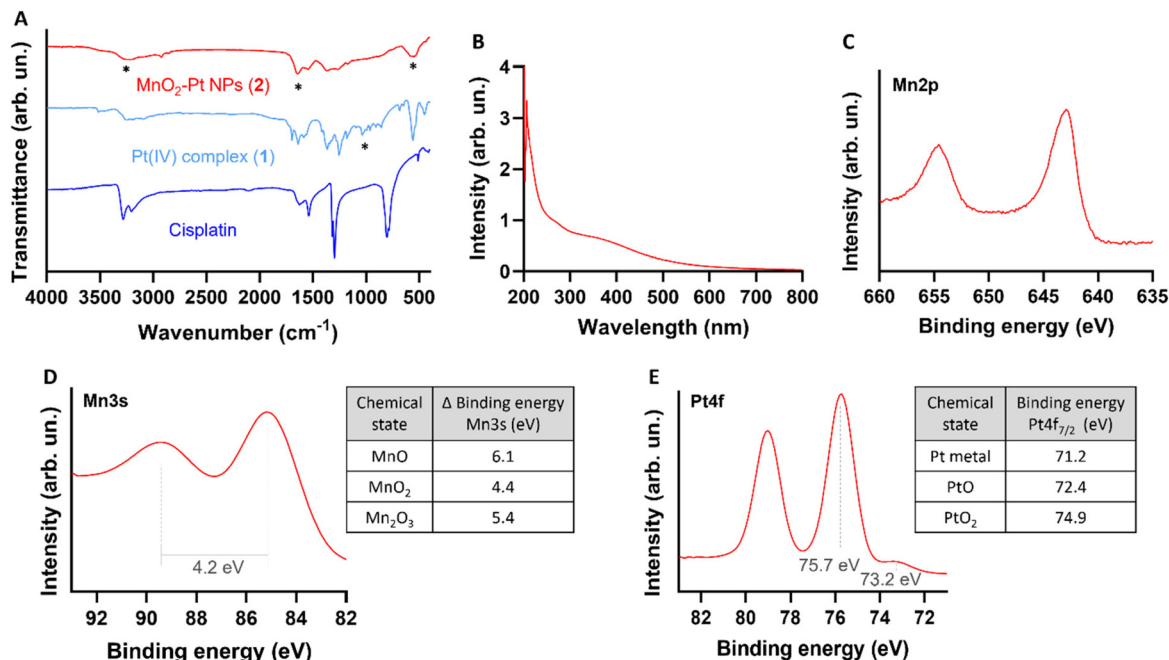 A
Transmittance (arb. un.)
*
*
*
MnO₂-Pt NPs (2)
Pt(IV) complex (1)
*
Cisplatin
4000 3500 3000 2500 2000 1500 1000 500
Wavenumber (cm⁻¹)
B
Intensity (arb. un.)
4
3
2
1
0
200 300 400 500 600 700 800
Wavelength (nm)
C
Mn2p
Intensity (arb. un.)
660 655 650 645 640 635
Binding energy (eV)
D
Mn3s
Intensity (arb. un.)
4.2 eV
92 90 88 86 84 82
Binding energy (eV)
Chemical state Δ Binding energy Mn3s (eV)
MnO 6.1
MnO₂ 4.4
Mn₂O₃ 5.4
E
Pt4f
Intensity (arb. un.)
75.7 eV
73.2 eV
82 80 78 76 74 72
Binding energy (eV)
Chemical state Binding energy Pt4f₇/₂ (eV)
Pt metal 71.2
PtO 72.4
PtO₂ 74.9